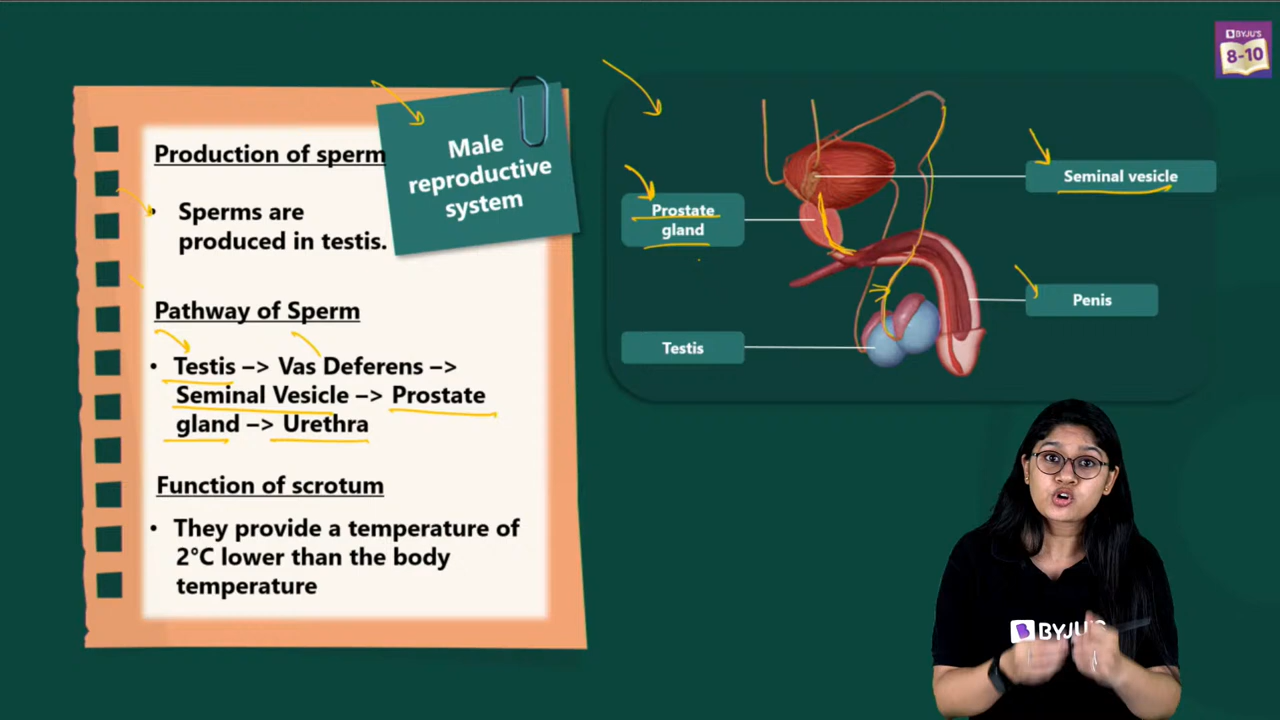 BYJU'S
8-10
Male
reproductive
system
Production of sperm
• Sperms are
produced in testis.
Pathway of Sperm
• Testis –> Vas Deferens –>
Seminal Vesicle –> Prostate
gland –> Urethra
Function of scrotum
• They provide a temperature of
2°C lower than the body
temperature
Seminal vesicle
Prostate
gland
Penis
Testis
BYJU'S